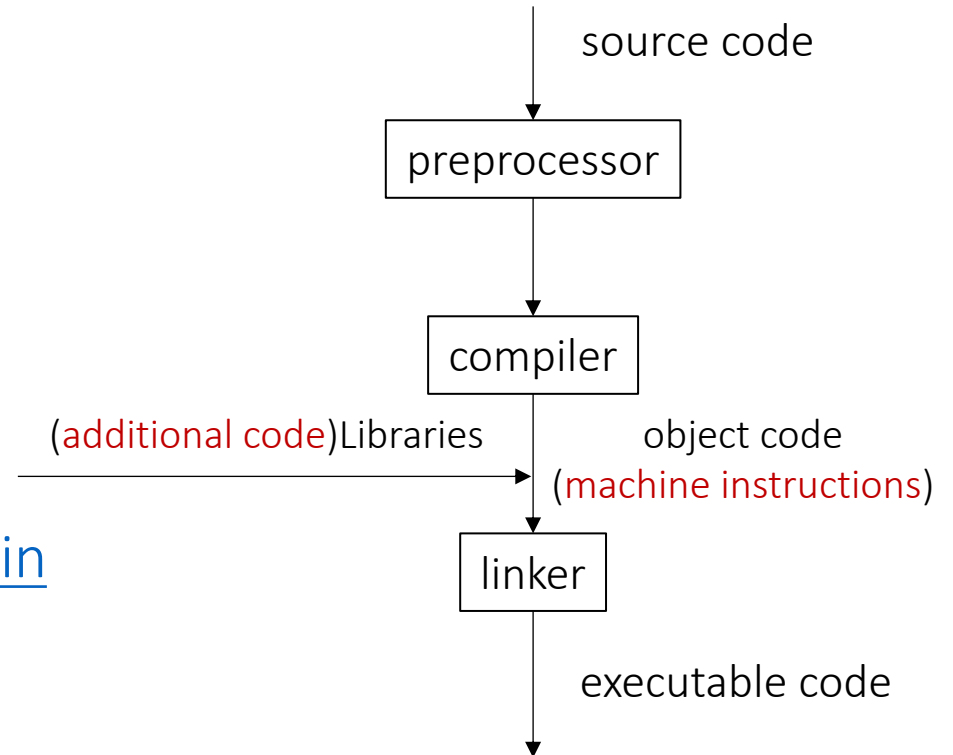 source code
preprocessor
compiler
(additional code)Libraries
object code
(machine instructions)
in
linker
executable code